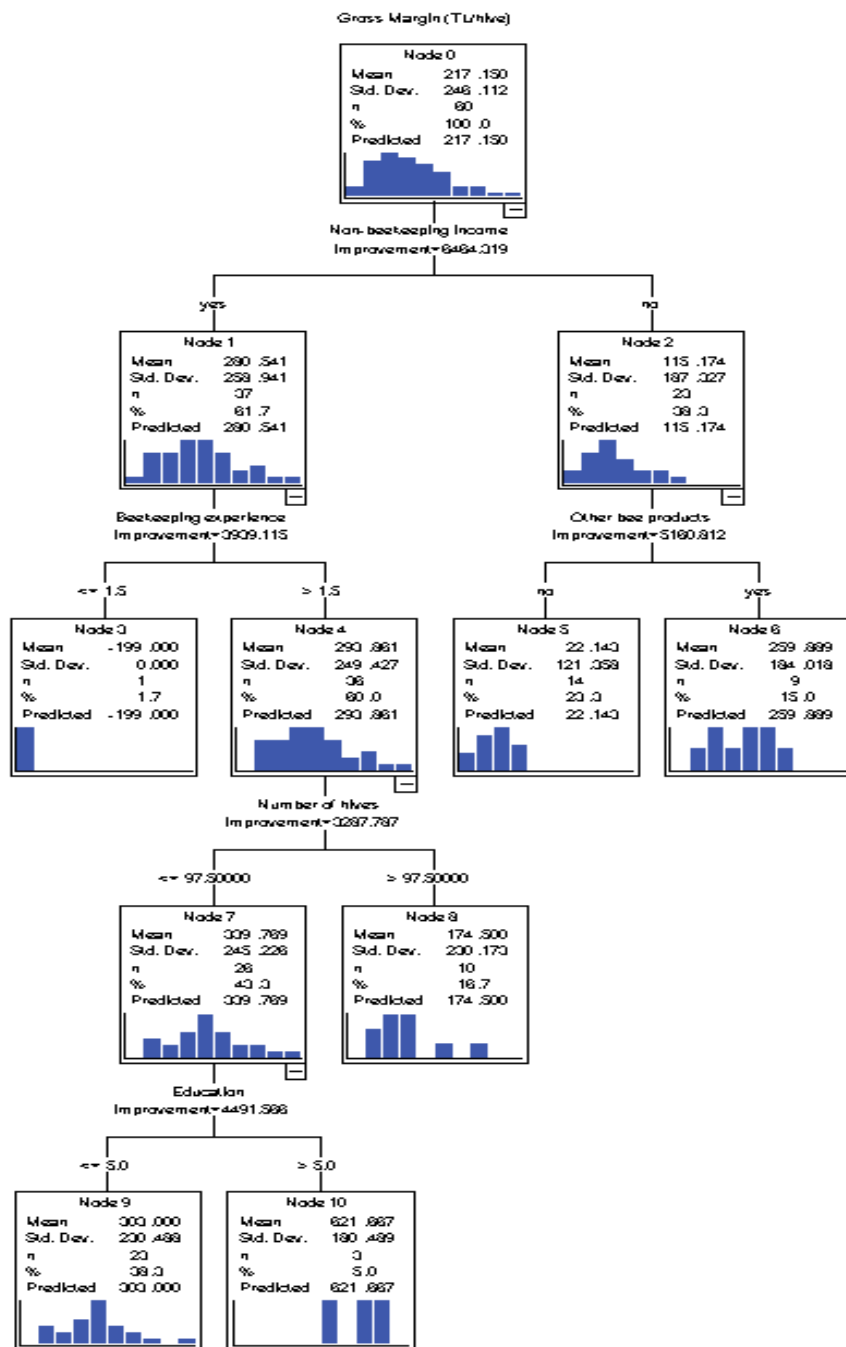 Gross Margin (TL/hive)
Node 0
Mean 217 .150
Std. Dev. 246 .112
n 60
% 100 .0
Predicted 217 .150
Non-beekeeping income
Improvement=6464.319
yes no
Node 1
Mean 280 .541
Std. Dev. 258 .941
n 37
% 61 .7
Predicted 280 .541
Node 2
Mean 115 .174
Std. Dev. 187 .327
n 23
% 38 .3
Predicted 115 .174
Beekeeping experience
Improvement=3939.115
Other bee products
Improvement=5160.812
<= 1.5 > 1.5 no yes
Node 3
Mean -199 .000
Std. Dev. 0.000
n 1
% 1.7
Predicted -199 .000
Node 4
Mean 293 .861
Std. Dev. 249 .427
n 36
% 60 .0
Predicted 293 .861
Node 5
Mean 22 .143
Std. Dev. 121 .358
n 14
% 23 .3
Predicted 22 .143
Node 6
Mean 259 .889
Std. Dev. 184 .018
n 9
% 15 .0
Predicted 259 .889
Number of hives
Improvement=3287.787
<= 97.50000 > 97.50000
Node 7
Mean 339 .769
Std. Dev. 245 .226
n 26
% 43 .3
Predicted 339 .769
Node 8
Mean 174 .500
Std. Dev. 230 .173
n 10
% 16 .7
Predicted 174 .500
Education
Improvement=4491.566
<= 5.0 > 5.0
Node 9
Mean 303 .000
Std. Dev. 230 .488
n 23
% 38 .3
Predicted 303 .000
Node 10
Mean 621 .667
Std. Dev. 180 .489
n 3
% 5.0
Predicted 621 .667